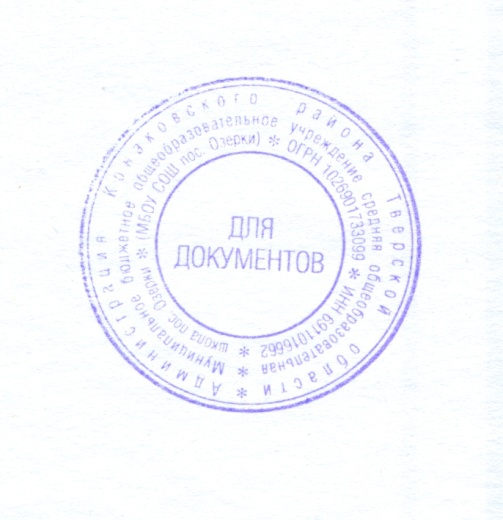 Администрация Конаковского района Тверской области *
Муниципальное бюджетное общеобразовательное учреждение средняя общеобразовательная *
школа пос. Озерки * (МБОУ СОШ пос. Озерки) * ОГРН 1026901733099 * ИНН 6911016662 *
ДЛЯ
ДОКУМЕНТОВ